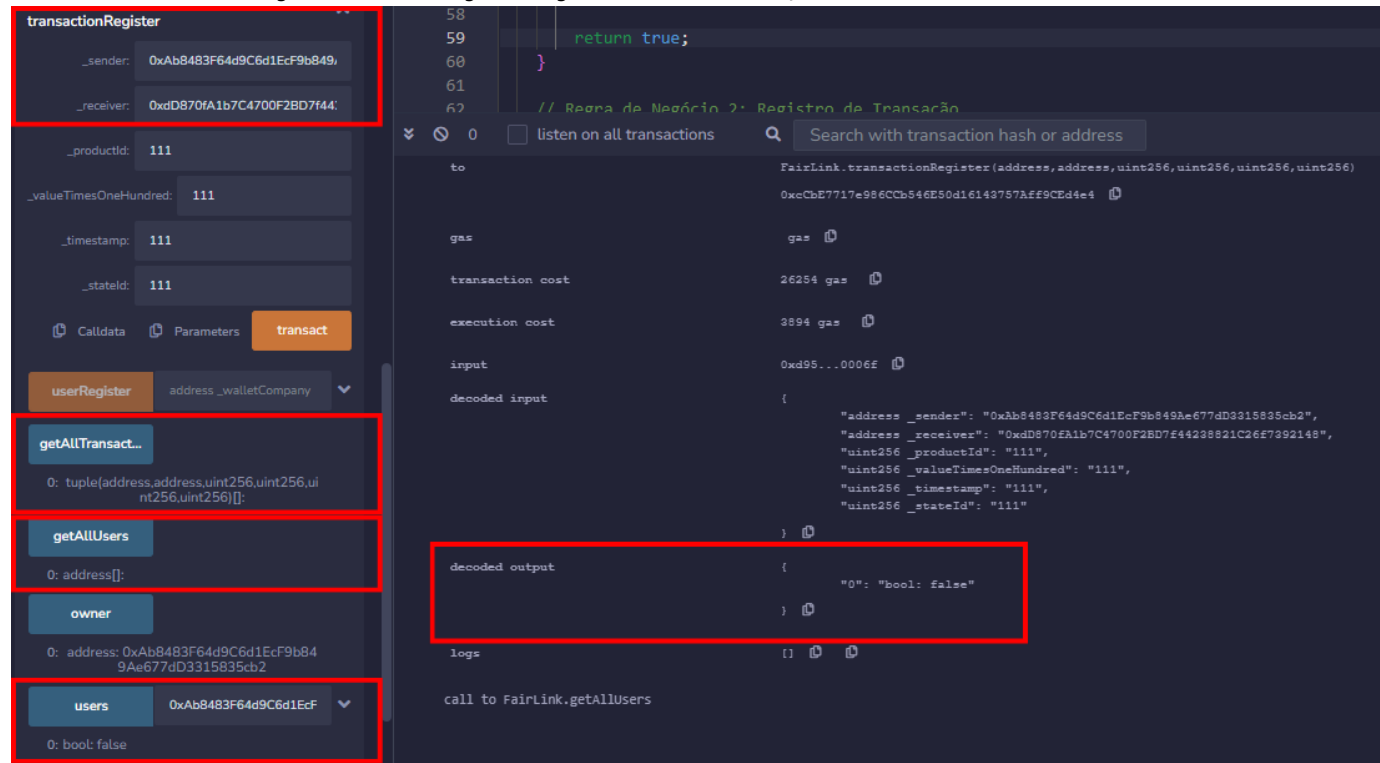 transactionRegister
_sender: 0xAb8483F64d9C6d1EcF9b849,
_receiver: 0xdD870fA1b7C4700F2BD7f44:
_productId: 111
_valueTimesOneHundred: 111
_timestamp: 111
_stateId: 111
Calldata Parameters transact
userRegister address _walletCompany
getAllTransact...
0: tuple(address,address,uint256,uint256,ui
nt256,uint256)[]:
getAllUsers
0: address[]:
owner
0: address: 0xAb8483F64d9C6d1EcF9b84
9Ae677dD3315835cb2
users 0xAb8483F64d9C6d1EcF
0: bool: false
58
59 return true;
60 }
61
62 // Regra de Negócio 2: Registro de Transação
0 listen on all transactions Search with transaction hash or address
to FairLink.transactionRegister(address,address,uint256,uint256,uint256,uint256)
0xcCbE7717e986CCb546E50d16143757Aff9CEd4e4
gas gas
transaction cost 26254 gas
execution cost 3894 gas
input 0xd95...0006f
decoded input {
"address _sender": "0xAb8483F64d9C6d1EcF9b849Ae677dD3315835cb2",
"address _receiver": "0xdD870fA1b7C4700F2BD7f44238821C26f7392148",
"uint256 _productId": "111",
"uint256 _valueTimesOneHundred": "111",
"uint256 _timestamp": "111",
"uint256 _stateId": "111"
}
decoded output {
"0": "bool: false"
}
logs []
call to FairLink.getAllUsers